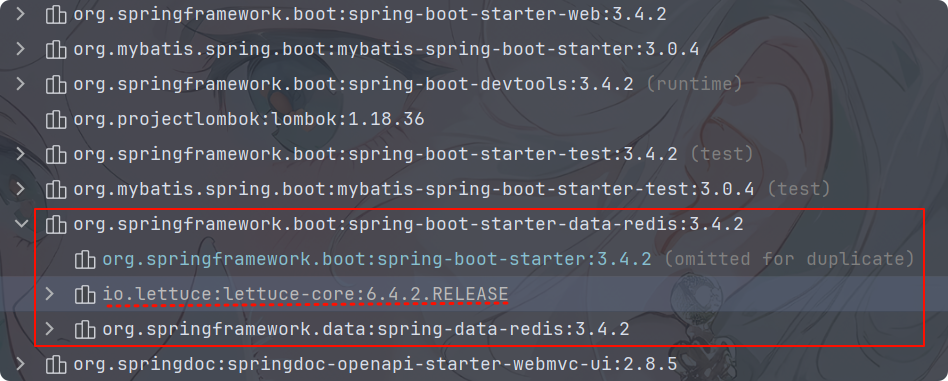 org.springframework.boot:spring-boot-starter-web:3.4.2
org.mybatis.spring.boot:mybatis-spring-boot-starter:3.0.4
org.springframework.boot:spring-boot-devtools:3.4.2 (runtime)
org.projectlombok:lombok:1.18.36
org.springframework.boot:spring-boot-starter-test:3.4.2 (test)
org.mybatis.spring.boot:mybatis-spring-boot-starter-test:3.0.4 (test)
org.springframework.boot:spring-boot-starter-data-redis:3.4.2
org.springframework.boot:spring-boot-starter:3.4.2 (omitted for duplicate)
io.lettuce:lettuce-core:6.4.2.RELEASE
org.springframework.data:spring-data-redis:3.4.2
org.springdoc:springdoc-openapi-starter-webmvc-ui:2.8.5